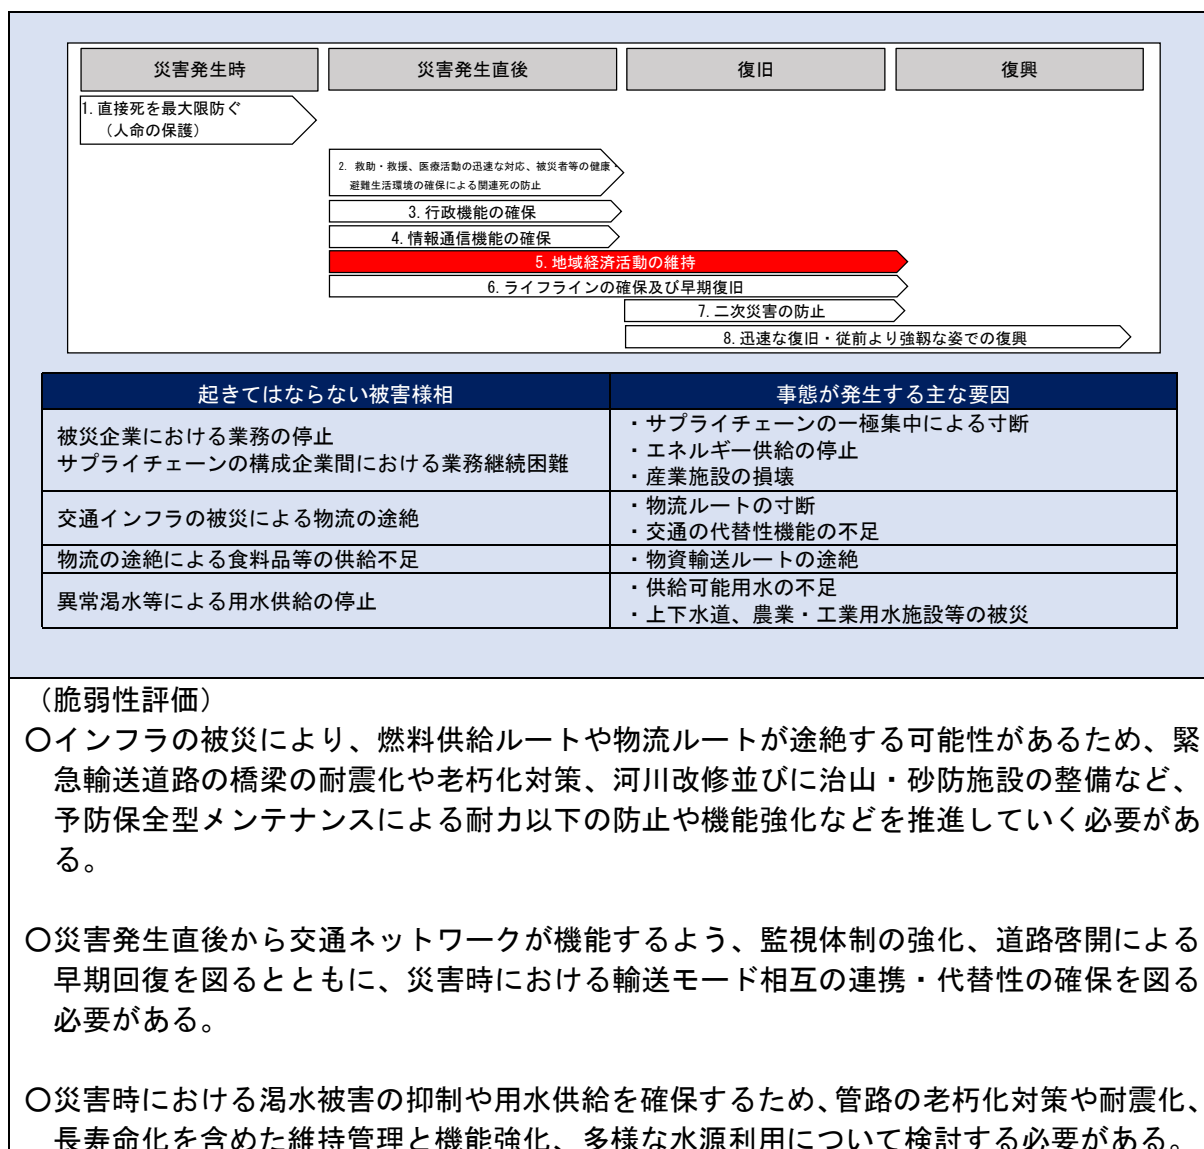 災害発生時
災害発生直後
復旧
復興
1. 直接死を最大限防ぐ
（人命の保護）
2. 救助・救援、医療活動の迅速な対応、被災者等の健康・
避難生活環境の確保による関連死の防止
3. 行政機能の確保
4. 情報通信機能の確保
5. 地域経済活動の維持
6. ライフラインの確保及び早期復旧
7. 二次災害の防止
8. 迅速な復旧・従前より強靱な姿での復興
起きてはならない被害様相
事態が発生する主な要因
被災企業における業務の停止
サプライチェーンの構成企業間における業務継続困難
・サプライチェーンの一極集中による寸断
・エネルギー供給の停止
・産業施設の損壊
交通インフラの被災による物流の途絶
・物流ルートの寸断
・交通の代替性機能の不足
物流の途絶による食料品等の供給不足
・物資輸送ルートの途絶
異常渇水等による用水供給の停止
・供給可能用水の不足
・上下水道、農業・工業用水施設等の被災
（脆弱性評価）
〇インフラの被災により、燃料供給ルートや物流ルートが途絶する可能性があるため、緊
急輸送道路の橋梁の耐震化や老朽化対策、河川改修並びに治山・砂防施設の整備など、
予防保全型メンテナンスによる耐力以下の防止や機能強化などを推進していく必要があ
る。
〇災害発生直後から交通ネットワークが機能するよう、監視体制の強化、道路啓開による
早期回復を図るとともに、災害時における輸送モード相互の連携・代替性の確保を図る
必要がある。
〇災害時における渇水被害の抑制や用水供給を確保するため、管路の老朽化対策や耐震化、
長寿命化を含めた維持管理と機能強化、多様な水源利用について検討する必要がある。